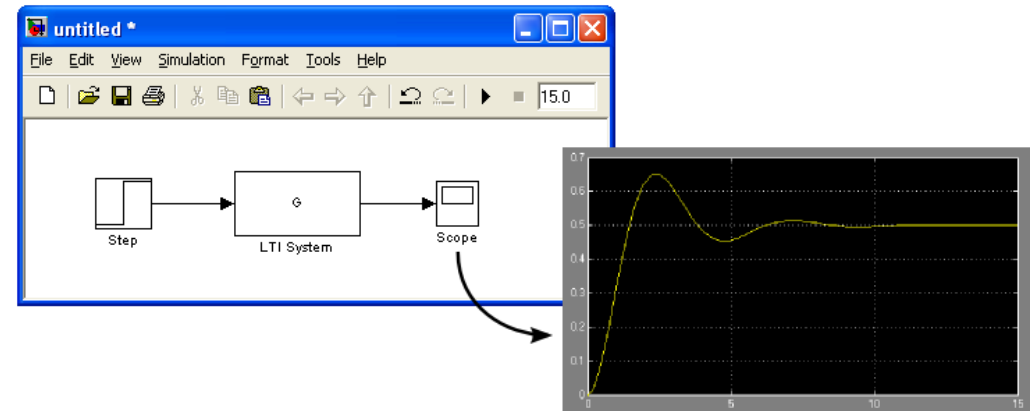 untitled *
File Edit View Simulation Format Tools Help
15.0
G
Step
LTI System
Scope
0.7
0.6
0.5
0.4
0.3
0.2
0.1
0
0 5 10 15